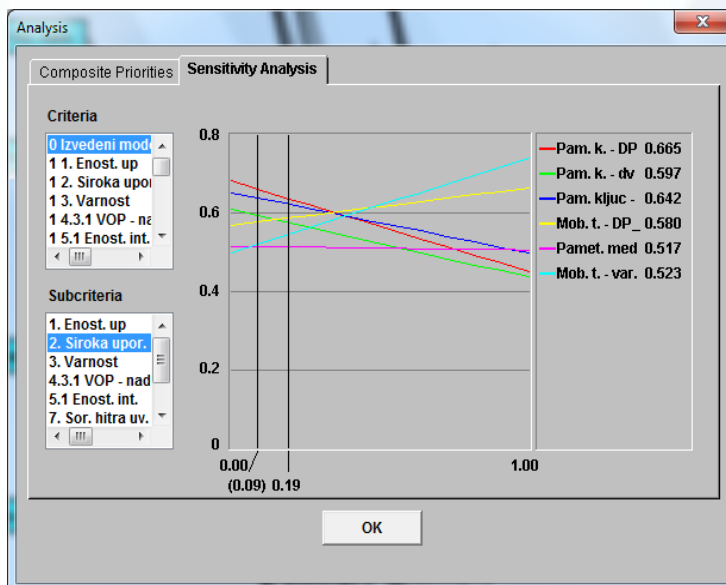 Analysis
Composite Priorities
Sensitivity Analysis
Criteria
0 Izvedeni mode
1 1. Enost. up
1 2. Siroka upor
1 3. Varnost
1 4.3.1 VOP - na
1 5.1 Enost. int.
Subcriteria
1. Enost. up
2. Siroka upor.
3. Varnost
4.3.1 VOP - nad
5.1 Enost. int.
7. Sor. hitra uv.
0.8
0.6
0.4
0.2
0
0.00
1.00
(0.09) 0.19
Pam. k. - DP 0.665
Pam. k. - dv 0.597
Pam. kljuc - 0.642
Mob. t. - DP_ 0.580
Pamet. med 0.517
Mob. t. - var. 0.523
OK